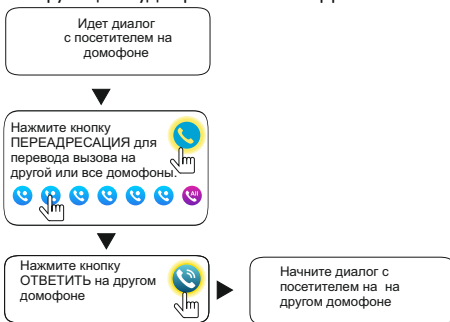 Идет диалог
с посетителем на
домофоне
Нажмите кнопку
ПЕРЕАДРЕСАЦИЯ для
перевода вызова на
другой или все домофоны.
All
Нажмите кнопку
ОТВЕТИТЬ на другом
домофоне
Начните диалог с
посетителем на на
другом домофоне